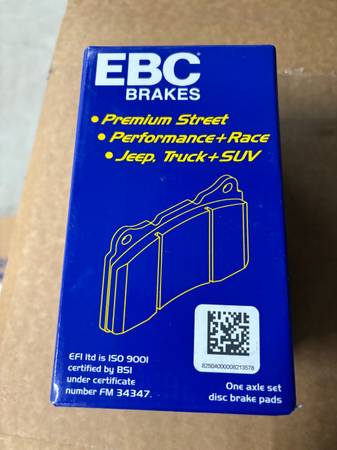 EBC
BRAKES
• Premium Street
• Performance+Race
• Jeep, Truck+SUV
82504000008213578
EFI ltd is ISO 9001
certified by BSI
under certificate
number FM 34347.
One axle set
disc brake pads